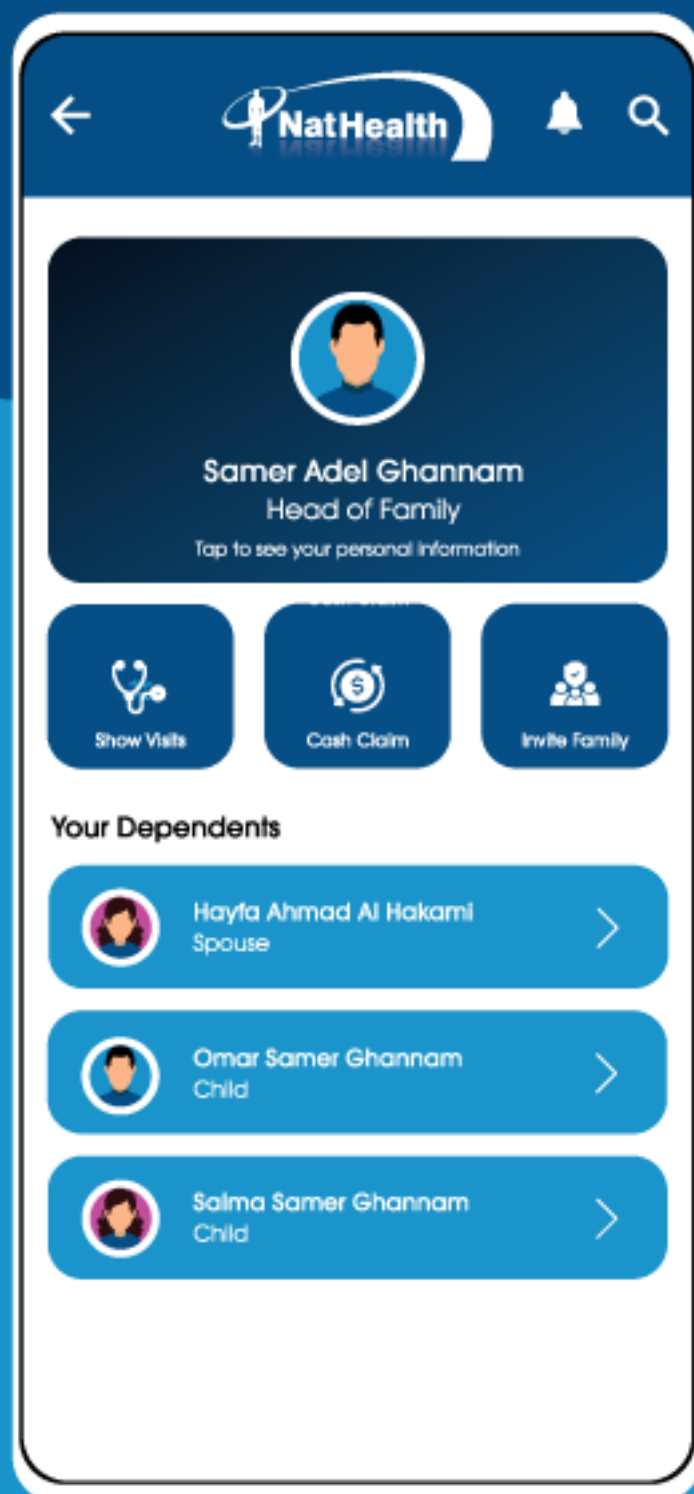 NatHealth
Samer Adel Ghannam
Head of Family
Tap to see your personal information
Show Visits
Cash Claim
Invite Family
Your Dependents
Hayfa Ahmad Al Hakami
Spouse
Omar Samer Ghannam
Child
Salma Samer Ghannam
Child